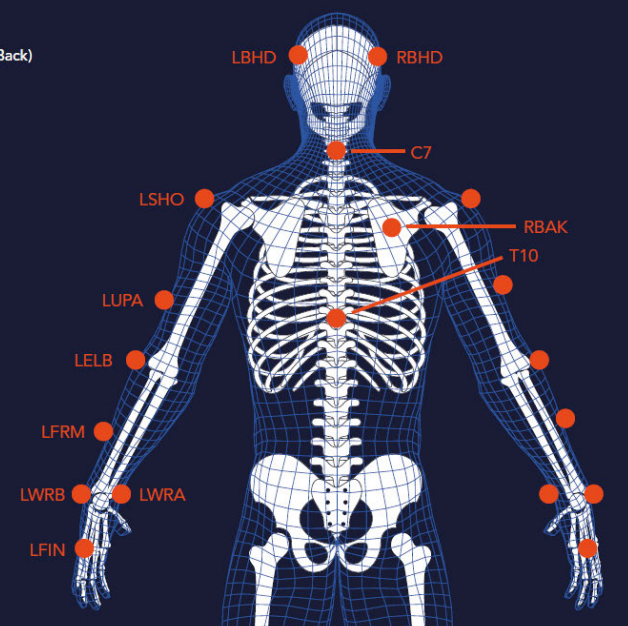 Back)
LBHD
RBHD
C7
LSHO
RBAK
T10
LUPA
LELB
LFRM
LWRB
LWRA
LFIN